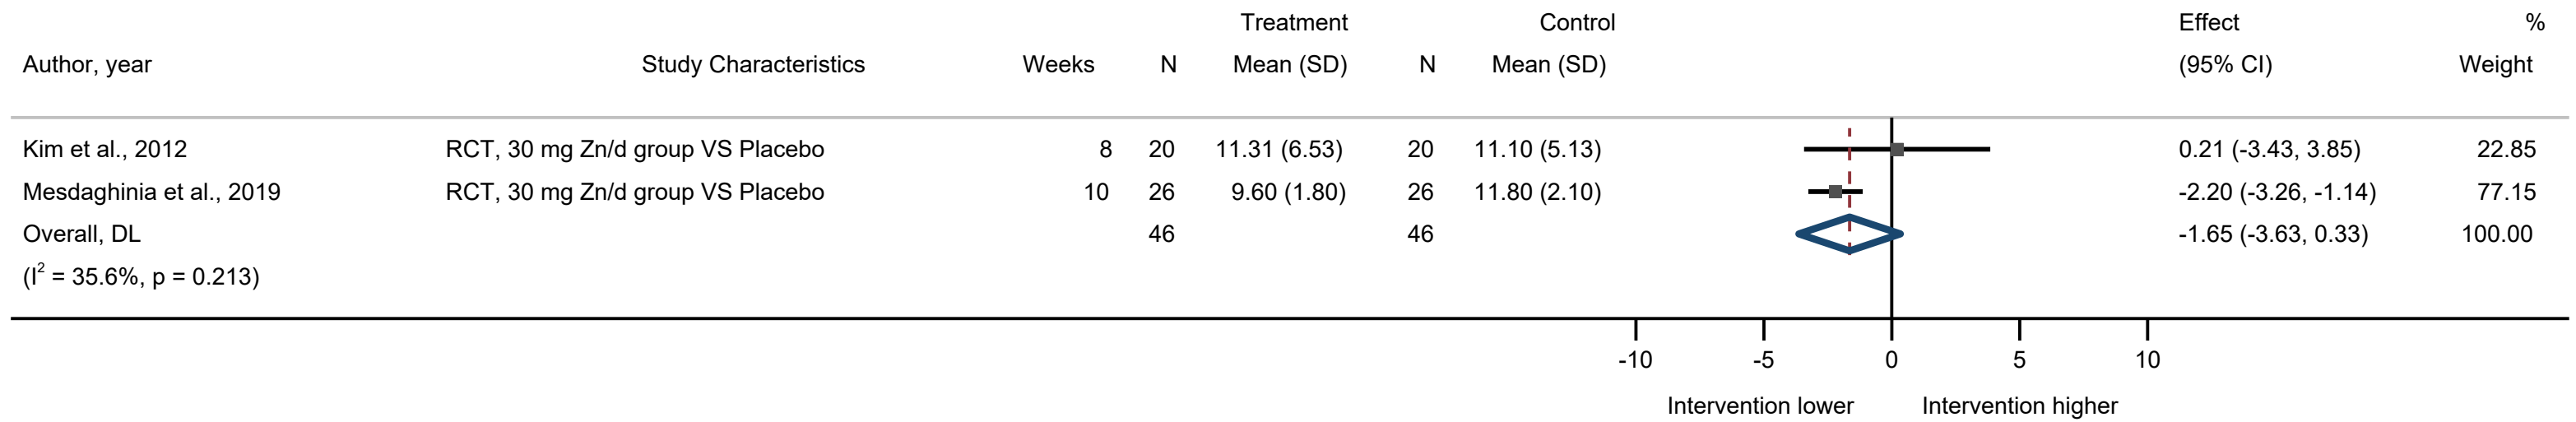 Treatment Control Effect %
Author, year Study Characteristics Weeks N Mean (SD) N Mean (SD) (95% CI) Weight
Kim et al., 2012 RCT, 30 mg Zn/d group VS Placebo 8 20 11.31 (6.53) 20 11.10 (5.13) 0.21 (-3.43, 3.85) 22.85
Mesdaghinia et al., 2019 RCT, 30 mg Zn/d group VS Placebo 10 26 9.60 (1.80) 26 11.80 (2.10) -2.20 (-3.26, -1.14) 77.15
Overall, DL 46 46 -1.65 (-3.63, 0.33) 100.00
(I² = 35.6%, p = 0.213)
-10 -5 0 5 10
Intervention lower Intervention higher